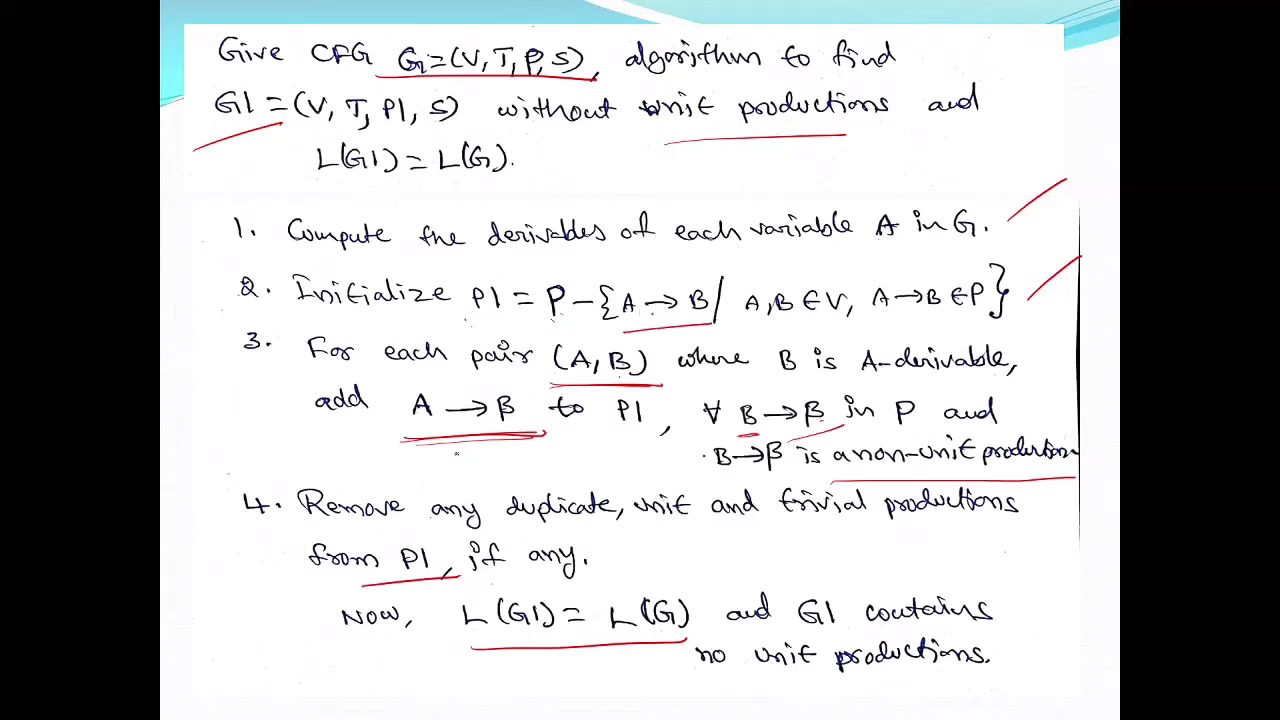 Give CFG G=(V,T,P,S), algorithm to find
G1=(V, T, P1, S) without unit productions and
L(G1)=L(G).
1. Compute the derivables of each variable A in G.
2. Initialize P1 = P-{A→B/ A,B∈V, A→B∈P}
3. For each pair (A,B) where B is A-derivable,
add A→β to P1, ∀ B→β in P and
B→β is a non-unit production
4. Remove any duplicate, unit and trivial productions
from P1, if any.
Now, L(G1)=L(G) and G1 contains
no unit productions.